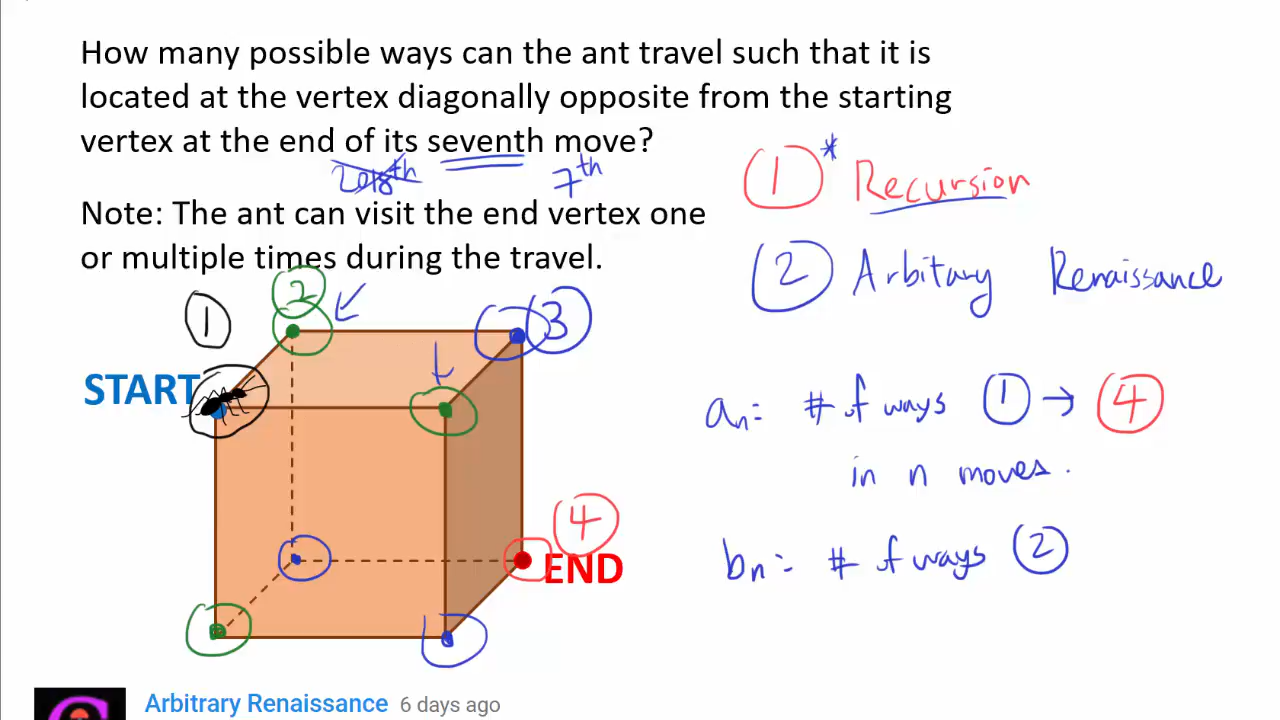 How many possible ways can the ant travel such that it is
located at the vertex diagonally opposite from the starting
vertex at the end of its seventh move?
2018th 7th
Note: The ant can visit the end vertex one
or multiple times during the travel.
1 * Recursion
2 Arbitary Renaissance
1
2
3
START
an = # of ways 1 → 4
in n moves.
4
END
bn = # of ways 2
Arbitrary Renaissance 6 days ago